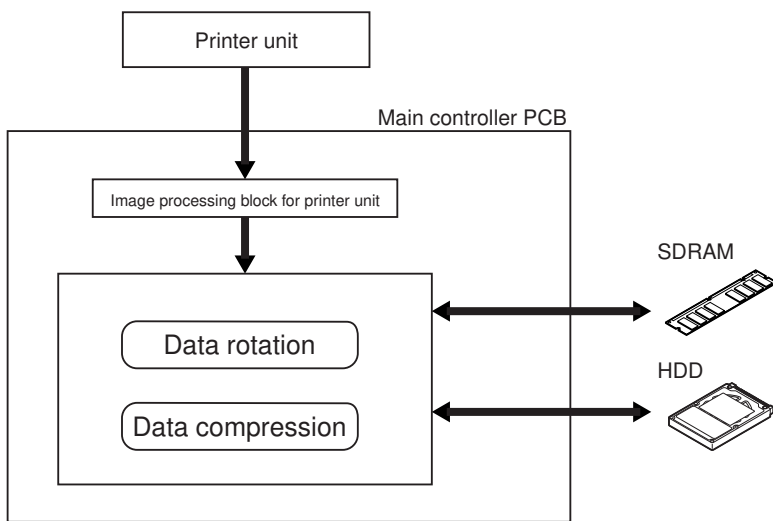 Printer unit
Main controller PCB
Image processing block for printer unit
SDRAM
Data rotation
HDD
Data compression